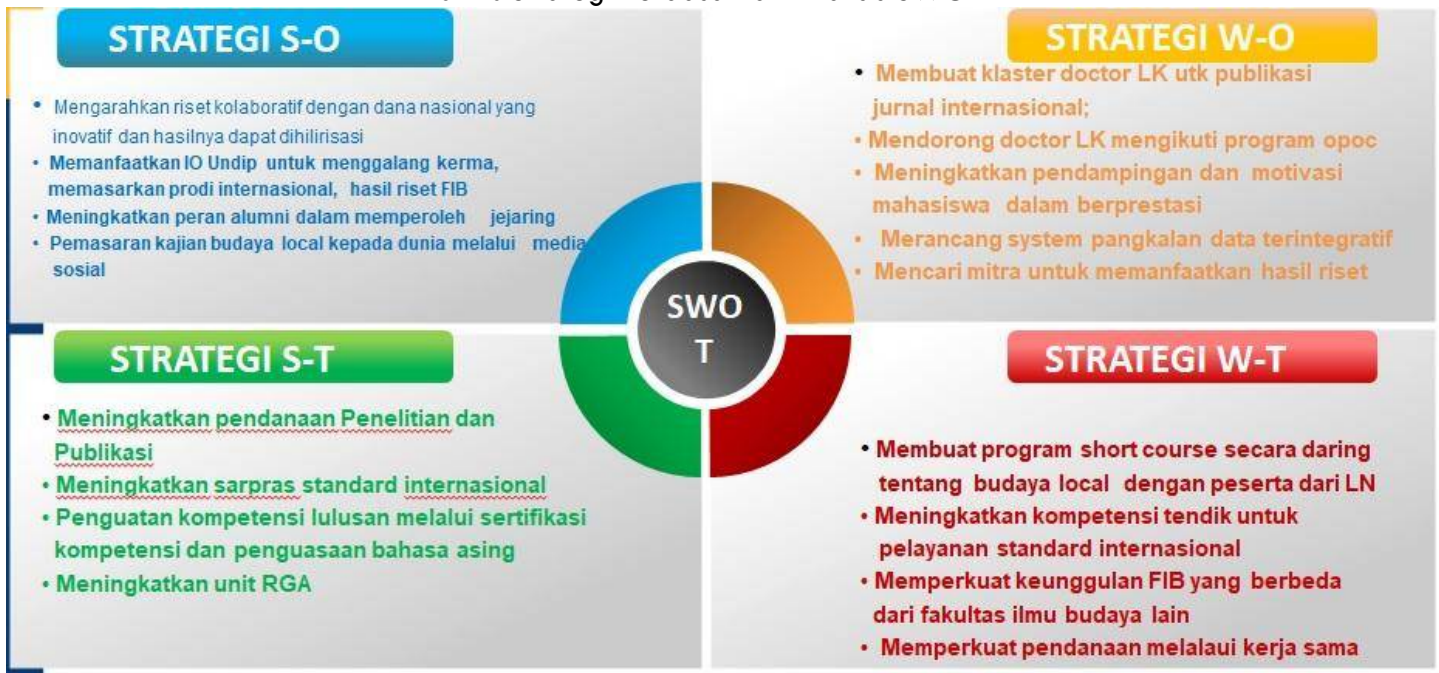 STRATEGI S-O
• Mengarahkan riset kolaboratif dengan dana nasional yang
inovatif dan hasilnya dapat dihilirisasi
• Memanfaatkan IO Undip untuk menggalang kerma,
memasarkan prodi internasional, hasil riset FIB
• Meningkatkan peran alumni dalam memperoleh jejaring
• Pemasaran kajian budaya local kepada dunia melalui media
sosial
STRATEGI W-O
• Membuat klaster doctor LK utk publikasi
jurnal internasional;
• Mendorong doctor LK mengikuti program opoc
• Meningkatkan pendampingan dan motivasi
mahasiswa dalam berprestasi
• Merancang system pangkalan data terintegratif
• Mencari mitra untuk memanfaatkan hasil riset
SWO
T
STRATEGI S-T
• Meningkatkan pendanaan Penelitian dan
Publikasi
• Meningkatkan sarpras standard internasional
• Penguatan kompetensi lulusan melalui sertifikasi
kompetensi dan penguasaan bahasa asing
• Meningkatkan unit RGA
STRATEGI W-T
• Membuat program short course secara daring
tentang budaya local dengan peserta dari LN
• Meningkatkan kompetensi tendik untuk
pelayanan standard internasional
• Memperkuat keunggulan FIB yang berbeda
dari fakultas ilmu budaya lain
• Memperkuat pendanaan melalaui kerja sama